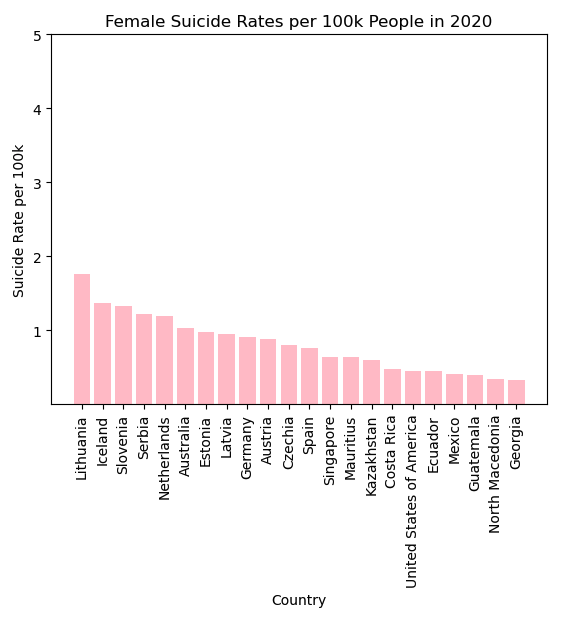 Female Suicide Rates per 100k People in 2020
Suicide Rate per 100k
5
4
3
2
1
Lithuania
Iceland
Slovenia
Serbia
Netherlands
Australia
Estonia
Latvia
Germany
Austria
Czechia
Spain
Singapore
Mauritius
Kazakhstan
Costa Rica
United States of America
Ecuador
Mexico
Guatemala
North Macedonia
Georgia
Country